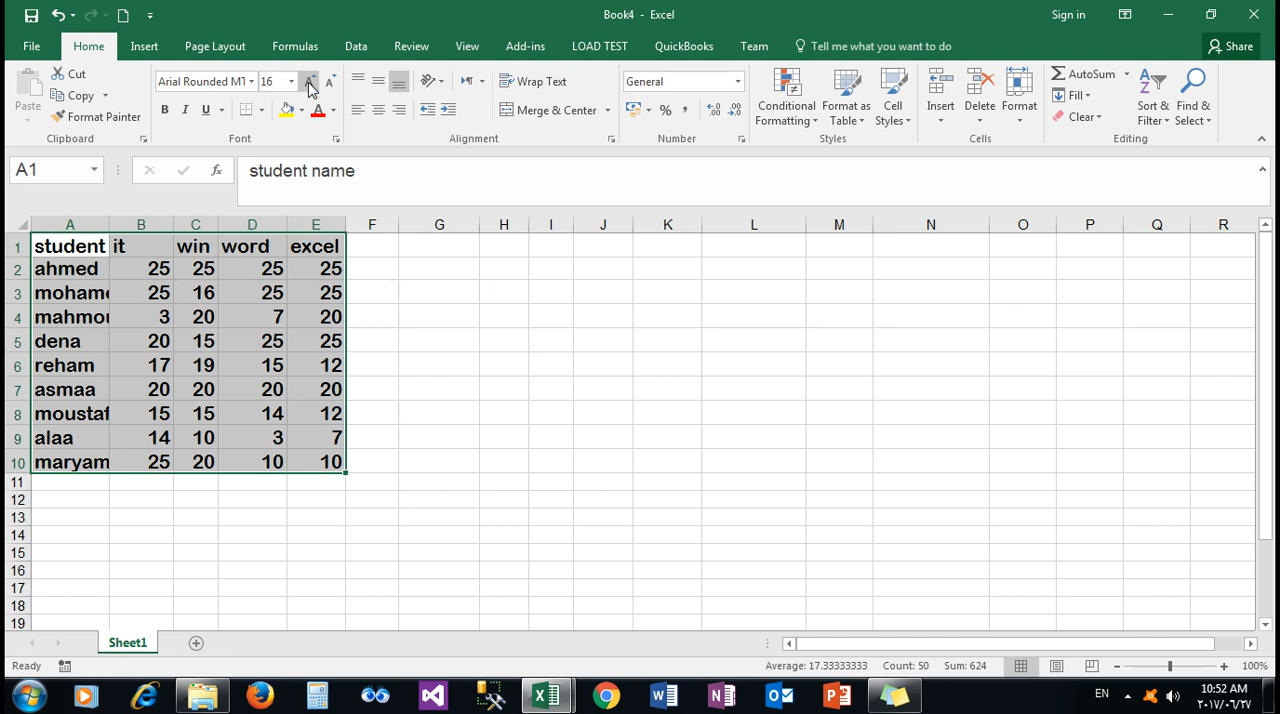 Book4 - Excel
Sign in
File Home Insert Page Layout Formulas Data Review View Add-ins LOAD TEST QuickBooks Team Tell me what you want to do Share
Paste
Cut
Copy
Format Painter
Clipboard
Arial Rounded MT 16
B I U
Font
Wrap Text
Merge & Center
Alignment
General
%
Number
Conditional Formatting
Format as Table
Cell Styles
Styles
Insert Delete Format
Cells
AutoSum
Fill
Clear
Sort & Filter
Find & Select
Editing
A1 fx student name
A B C D E F G H I J K L M N O P Q R
1 student it win word excel
2 ahmed 25 25 25 25
3 mohame 25 16 25 25
4 mahmou 3 20 7 20
5 dena 20 15 25 25
6 reham 17 19 15 12
7 asmaa 20 20 20 20
8 moustaf 15 15 14 12
9 alaa 14 10 3 7
10 maryam 25 20 10 10
11
12
13
14
15
16
17
18
19
Sheet1
Ready Average: 17.33333333 Count: 50 Sum: 624 100%
EN 10:52 AM
٢٠١٧/٠٦/٢٧